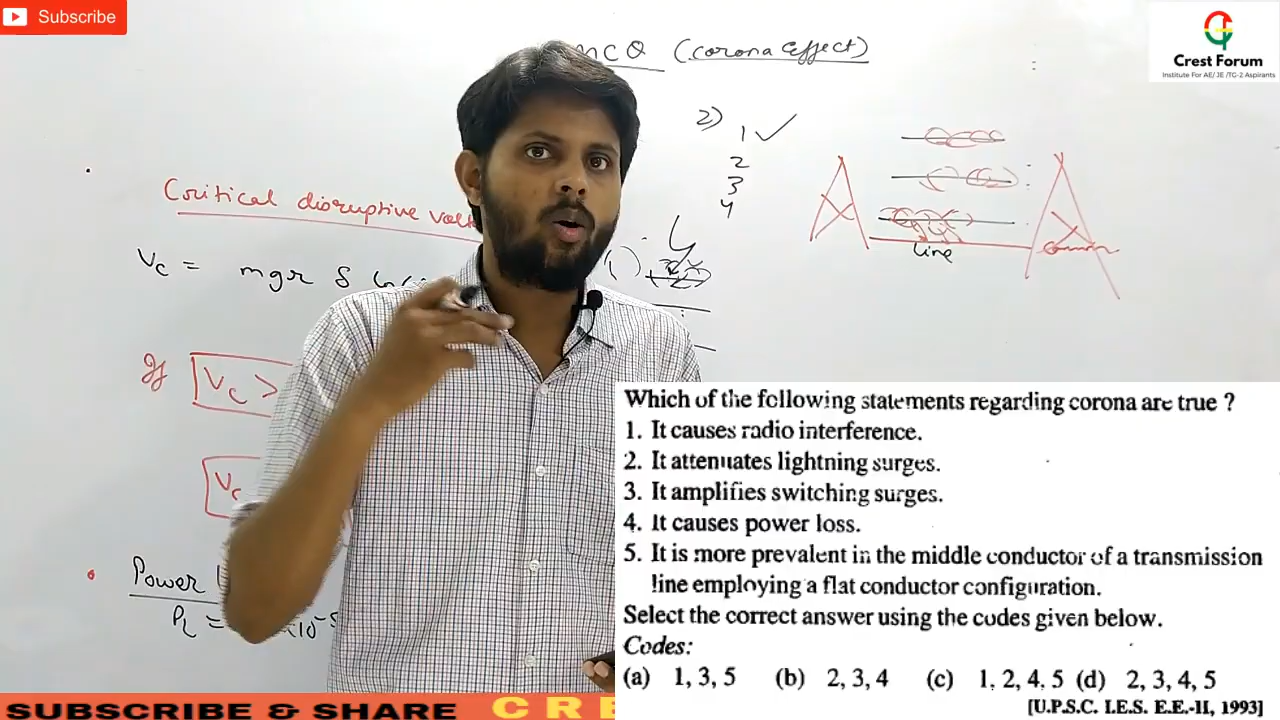 Subscribe
MCQ (Corona Effect)
Crest Forum
Institute For AE/ JE /TG-2 Aspirants
2) 1 ✓
2
3
4
Critical disruptive
Vc = mgr δ
line
If Vc >
Vc
Power
Which of the following statements regarding corona are true ?
1. It causes radio interference.
2. It attenuates lightning surges.
3. It amplifies switching surges.
4. It causes power loss.
5. It is more prevalent in the middle conductor of a transmission
line employing a flat conductor configuration.
Select the correct answer using the codes given below.
Codes:
(a) 1, 3, 5 (b) 2, 3, 4 (c) 1, 2, 4, 5 (d) 2, 3, 4, 5
[U.P.S.C. I.E.S. E.E.-II, 1993]
SUBSCRIBE & SHARE C R E